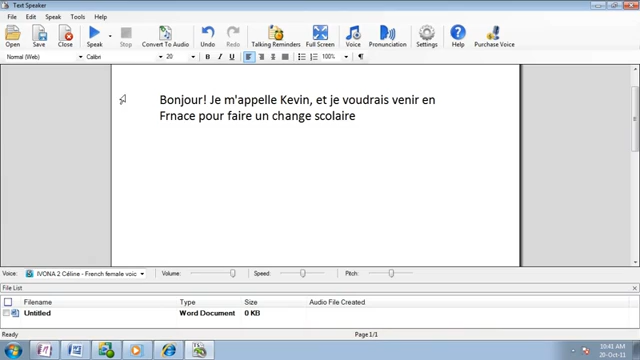 Text Speaker
File Edit Speak Tools Help
Open Save Close Speak Stop Convert To Audio Undo Redo Talking Reminders Full Screen Voice Pronunciation Settings Help Purchase Voice
Normal (Web) Calibri 20 B I U 100%
Bonjour! Je m'appelle Kevin, et je voudrais venir en
Frnace pour faire un change scolaire
Voice: IVONA 2 Céline - French female voic Volume: Speed: Pitch:
File List
Filename Type Size Audio File Created
Untitled Word Document 0 KB
Ready Page 1/1
10:41 AM
20-Oct-11